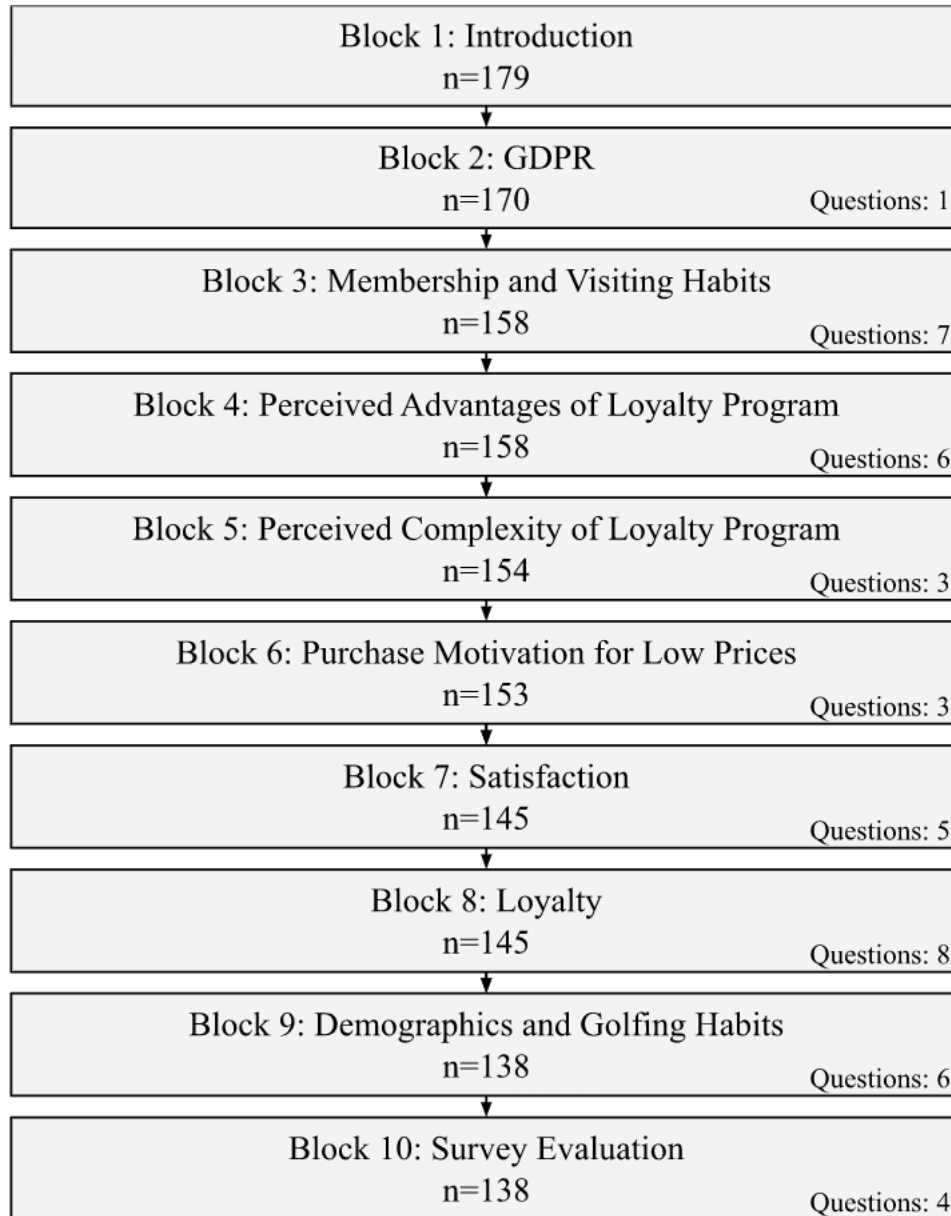 Block 1: Introduction
n=179
Block 2: GDPR
n=170
Questions: 1
Block 3: Membership and Visiting Habits
n=158
Questions: 7
Block 4: Perceived Advantages of Loyalty Program
n=158
Questions: 6
Block 5: Perceived Complexity of Loyalty Program
n=154
Questions: 3
Block 6: Purchase Motivation for Low Prices
n=153
Questions: 3
Block 7: Satisfaction
n=145
Questions: 5
Block 8: Loyalty
n=145
Questions: 8
Block 9: Demographics and Golfing Habits
n=138
Questions: 6
Block 10: Survey Evaluation
n=138
Questions: 4